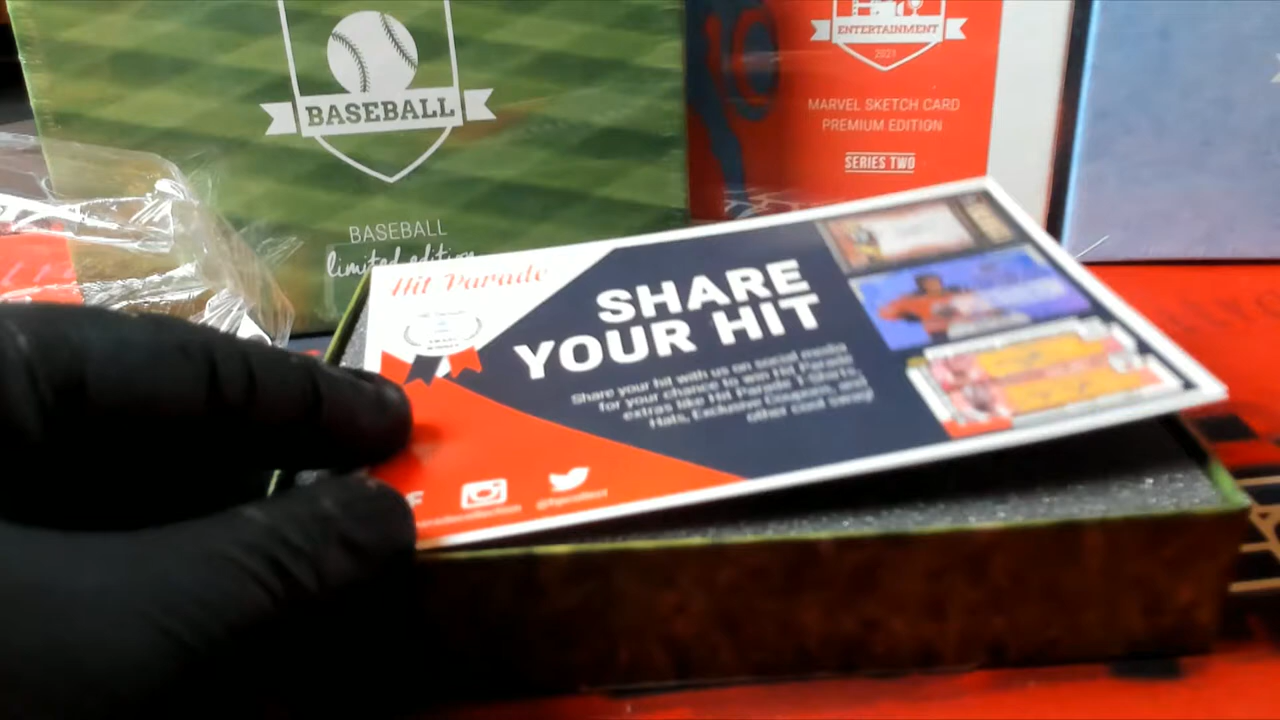 BASEBALL
BASEBALL
limited edition
ENTERTAINMENT
2021
MARVEL SKETCH CARD
PREMIUM EDITION
SERIES TWO
Hit Parade
SHARE
YOUR HIT
Share your hit with us on social media
for your chance to win Hit Parade
extras like Hit Parade T-Shirts,
Hats, Exclusive Coupons, and
other cool swag